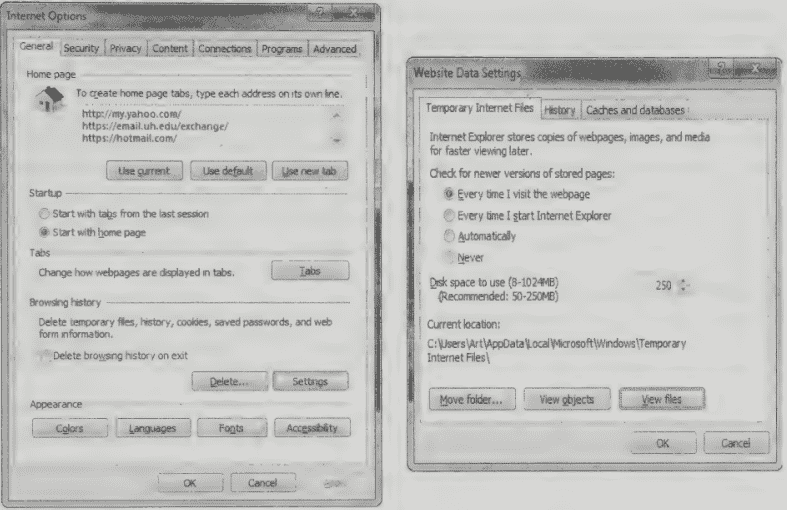 Internet Options
General Security Privacy Content Connections Programs Advanced
Home page
To create home page tabs, type each address on its own line.
http://my.yahoo.com/
https://email.uh.edu/exchange/
https://hotmail.com/
Use current Use default Use new tab
Startup
Start with tabs from the last session
Start with home page
Tabs
Change how webpages are displayed in tabs.
Tabs
Browsing history
Delete temporary files, history, cookies, saved passwords, and web
form information.
Delete browsing history on exit
Delete... Settings
Appearance
Colors Languages Fonts Accessibility
OK Cancel
Website Data Settings
Temporary Internet Files History Caches and databases
Internet Explorer stores copies of webpages, images, and media
for faster viewing later.
Check for newer versions of stored pages:
Every time I visit the webpage
Every time I start Internet Explorer
Automatically
Never
Disk space to use (8-1024MB)
(Recommended: 50-250MB)
250
Current location:
C:\Users\Art\AppData\Local\Microsoft\Windows\Temporary
Internet Files\
Move folder... View objects View files
OK Cancel